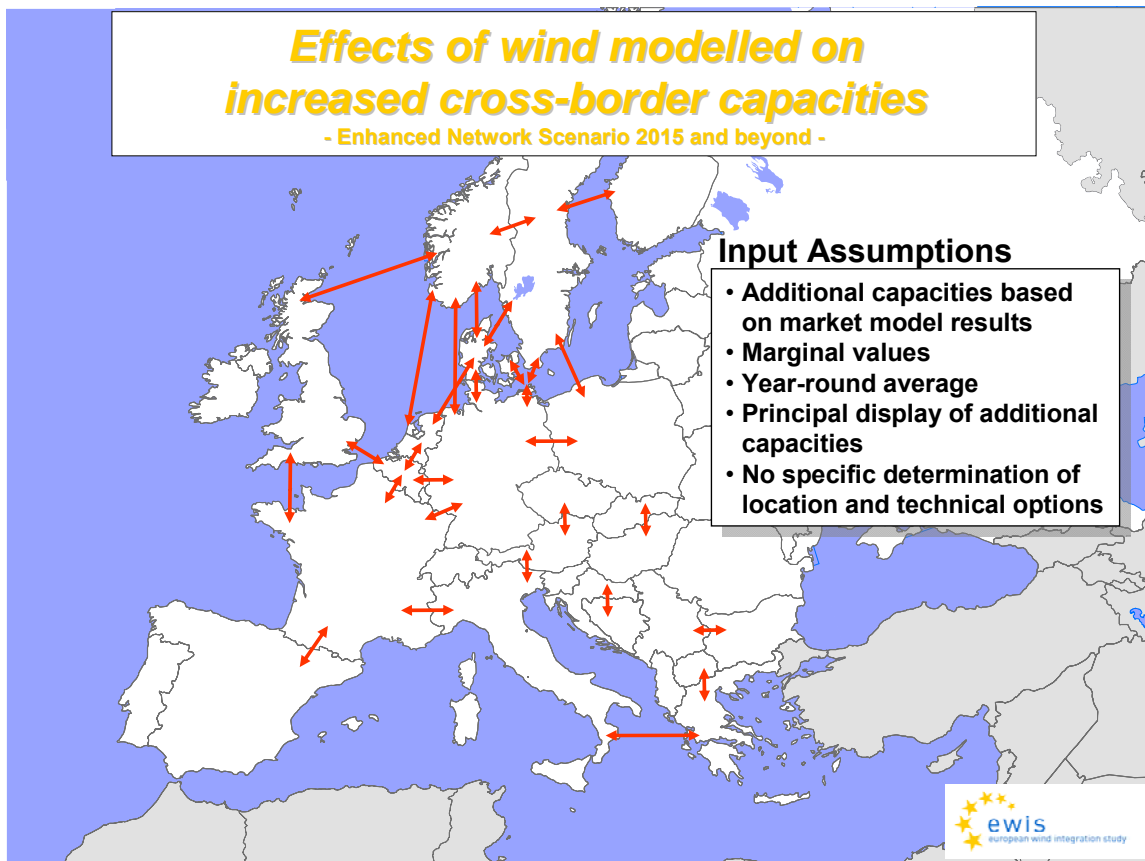 Effects of wind modelled on
increased cross-border capacities
- Enhanced Network Scenario 2015 and beyond -
Input Assumptions
• Additional capacities based
on market model results
• Marginal values
• Year-round average
• Principal display of additional
capacities
• No specific determination of
location and technical options
ewis
european wind integration study